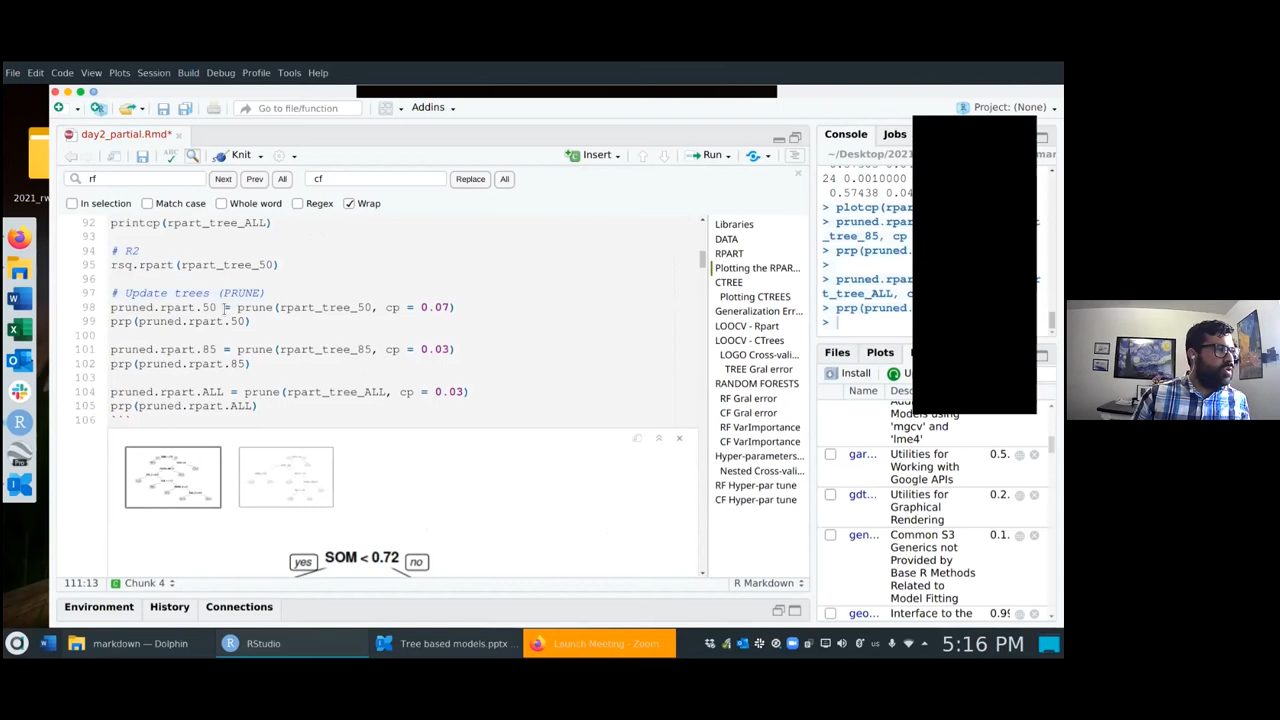 File Edit Code View Plots Session Build Debug Profile Tools Help
Go to file/function
Addins
Project: (None)
day2_partial.Rmd*
Console Jobs
ABC
Knit
Insert
Run
~/Desktop/2021
24 0.0010000
0.57438 0.04
> plotcp(rpar
> pruned.rpar
_tree_85, cp
> prp(pruned.
>
> pruned.rpar
t_tree_ALL, c
> prp(pruned.
>
rf
Next Prev All
cf
Replace All
In selection Match case Whole word Regex Wrap
2021_rw
92 printcp(rpart_tree_ALL)
93
94 # R2
95 rsq.rpart(rpart_tree_50)
96
97 # Update trees (PRUNE)
98 pruned.rpart.50 = prune(rpart_tree_50, cp = 0.07)
99 prp(pruned.rpart.50)
100
101 pruned.rpart.85 = prune(rpart_tree_85, cp = 0.03)
102 prp(pruned.rpart.85)
103
104 pruned.rpart.ALL = prune(rpart_tree_ALL, cp = 0.03)
105 prp(pruned.rpart.ALL)
106 ```
Libraries
DATA
RPART
Plotting the RPAR...
CTREE
Plotting CTREES
Generalization Err...
LOOCV - Rpart
LOOCV - CTrees
LOGO Cross-vali...
TREE Gral error
RANDOM FORESTS
RF Gral error
CF Gral error
RF VarImportance
CF VarImportance
Hyper-parameters...
Nested Cross-vali...
RF Hyper-par tune
CF Hyper-par tune
Files Plots
Install
Name Desc
Models using
'mgcv' and
'lme4'
gar... Utilities for 0.5.
Working with
Google APIs
gdt... Utilities for 0.2.
Graphical
Rendering
gen... Common S3 0.1.
Generics not
Provided by
Base R Methods
Related to
Model Fitting
geo... Interface to the 0.99
yes SOM < 0.72 no
111:13 Chunk 4
R Markdown
Environment History Connections
Pro
markdown — Dolphin
RStudio
Tree based models.pptx ...
Launch Meeting - Zoom
us
5:16 PM